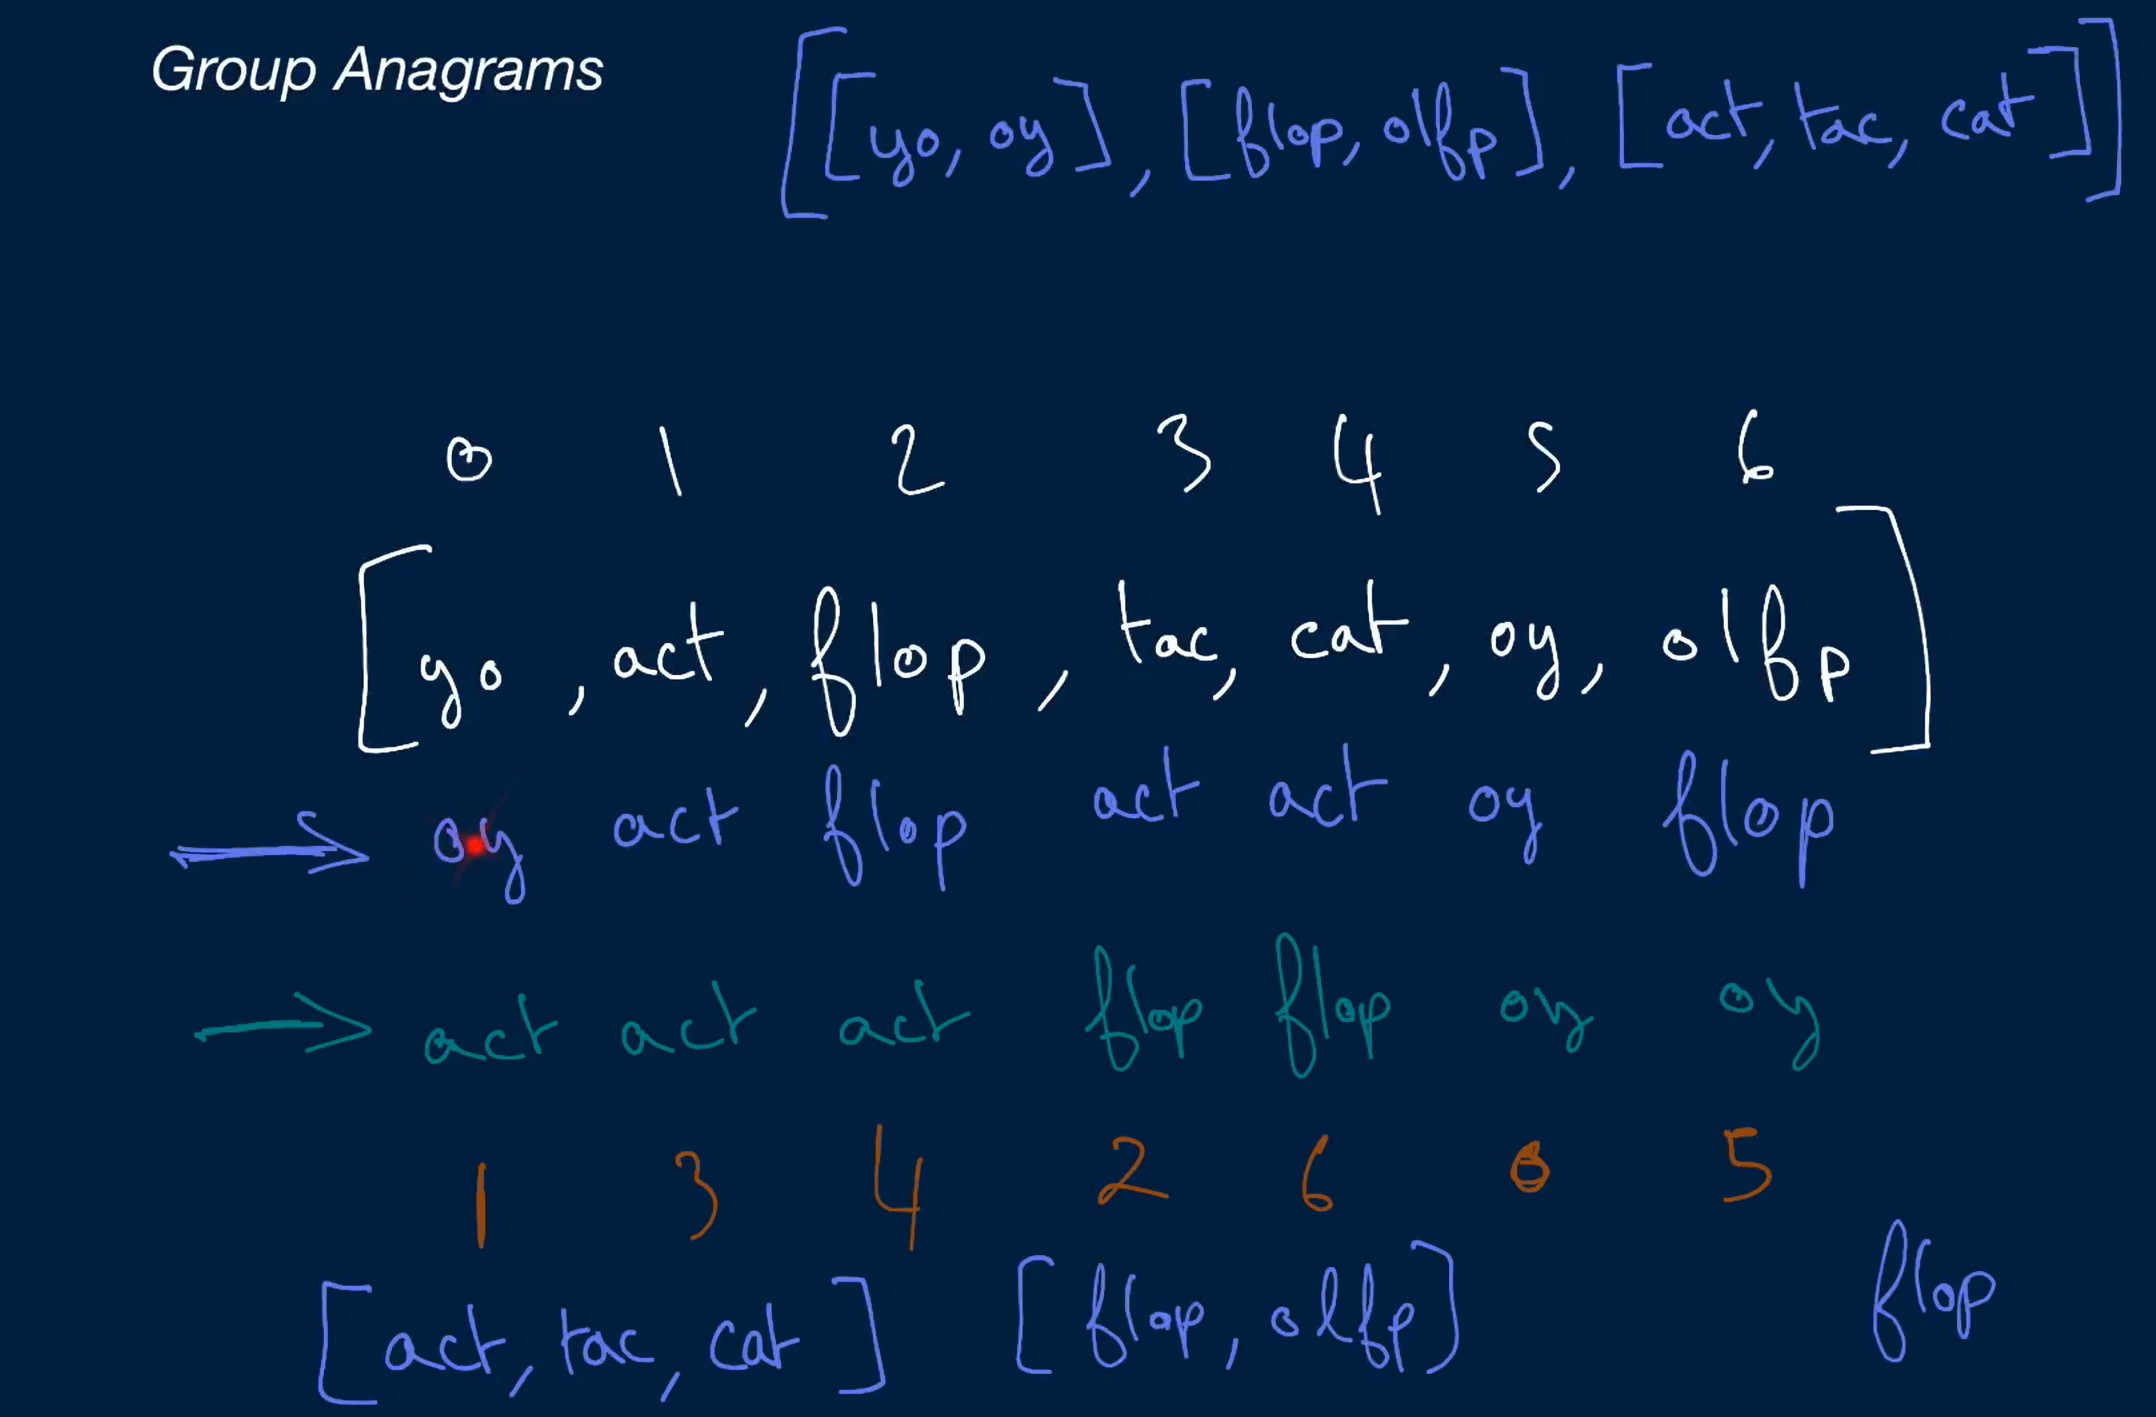 Group Anagrams
[[yo, oy], [flop, olfp], [act, tac, cat]]
0 1 2 3 4 5 6
[yo, act, flop, tac, cat, oy, olfp]
oy act flop act act oy flop
act act act flop flop oy oy
1 3 4 2 6 0 5
flop
[act, tac, cat] [flop, olfp]